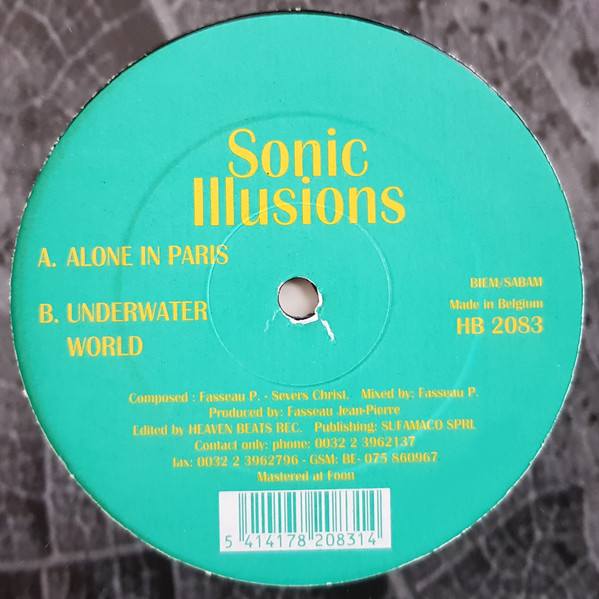 Sonic
Illusions
A. ALONE IN PARIS
B. UNDERWATER
WORLD
BIEM/SABAM
Made in Belgium
HB 2083
Composed : Fasseau P. - Severs Christ. Mixed by: Fasseau P.
Produced by: Fasseau Jean-Pierre
Edited by HEAVEN BEATS REC. Publishing: SUFAMACO SPRL
Contact only: phone: 0032 2 3962137
fax: 0032 2 3962796 - GSM: BE- 075 860967
Mastered at Foon
5 414178 208314